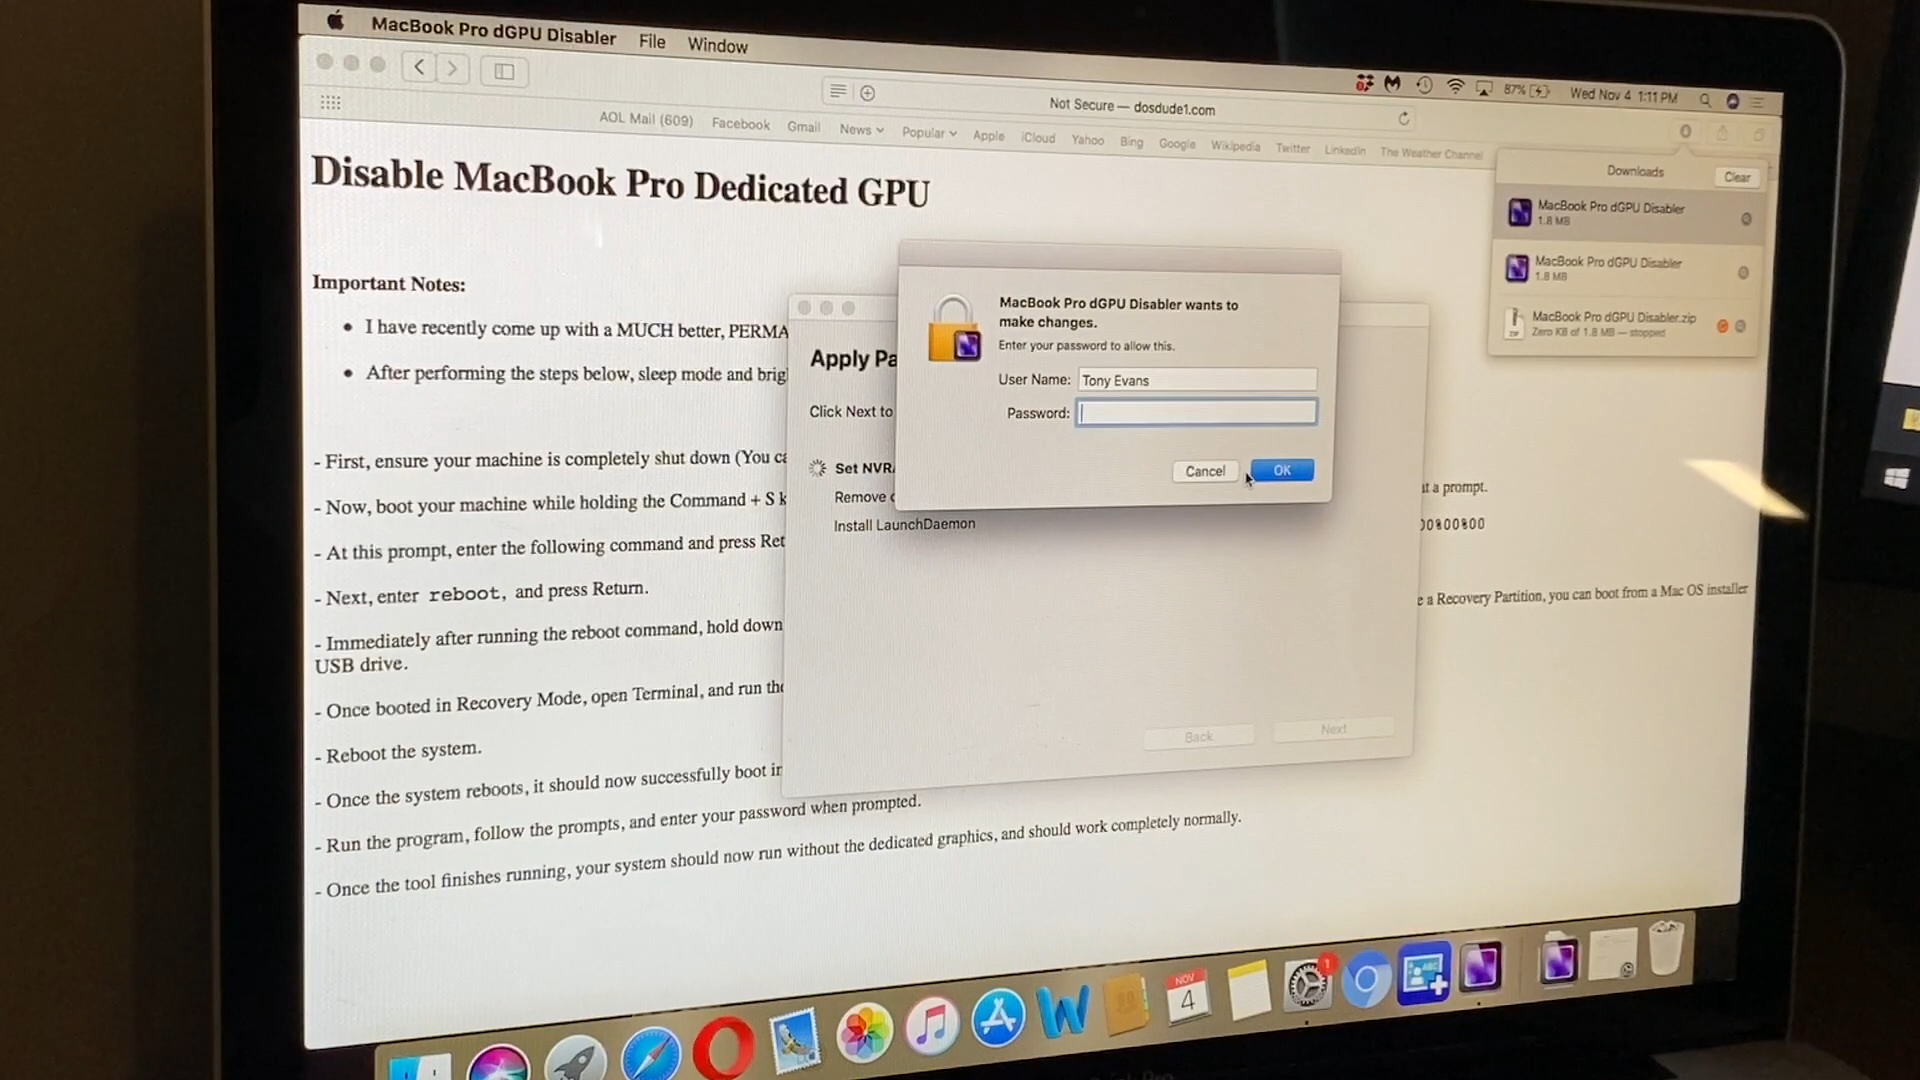 MacBook Pro dGPU Disabler File Window
87% Wed Nov 4 1:11 PM
Not Secure — dosdude1.com
AOL Mail (609) Facebook Gmail News Popular Apple iCloud Yahoo Bing Google Wikipedia Twitter LinkedIn The Weather Channel
Disable MacBook Pro Dedicated GPU
Important Notes:
• I have recently come up with a MUCH better, PERMA
• After performing the steps below, sleep mode and brig
- First, ensure your machine is completely shut down (You ca
- Now, boot your machine while holding the Command + S k
at a prompt.
- At this prompt, enter the following command and press Ret
00%00%00
- Next, enter reboot, and press Return.
- Immediately after running the reboot command, hold down
e a Recovery Partition, you can boot from a Mac OS installer
USB drive.
- Once booted in Recovery Mode, open Terminal, and run the
- Reboot the system.
- Once the system reboots, it should now successfully boot in
- Run the program, follow the prompts, and enter your password when prompted.
- Once the tool finishes running, your system should now run without the dedicated graphics, and should work completely normally.
Downloads Clear
MacBook Pro dGPU Disabler
1.8 MB
MacBook Pro dGPU Disabler
1.8 MB
MacBook Pro dGPU Disabler.zip
Zero KB of 1.8 MB — stopped
Apply Pa
Click Next to
Set NVR
Remove
Install LaunchDaemon
Back Next
MacBook Pro dGPU Disabler wants to
make changes.
Enter your password to allow this.
User Name: Tony Evans
Password:
Cancel OK
NOV
4
1
ABC